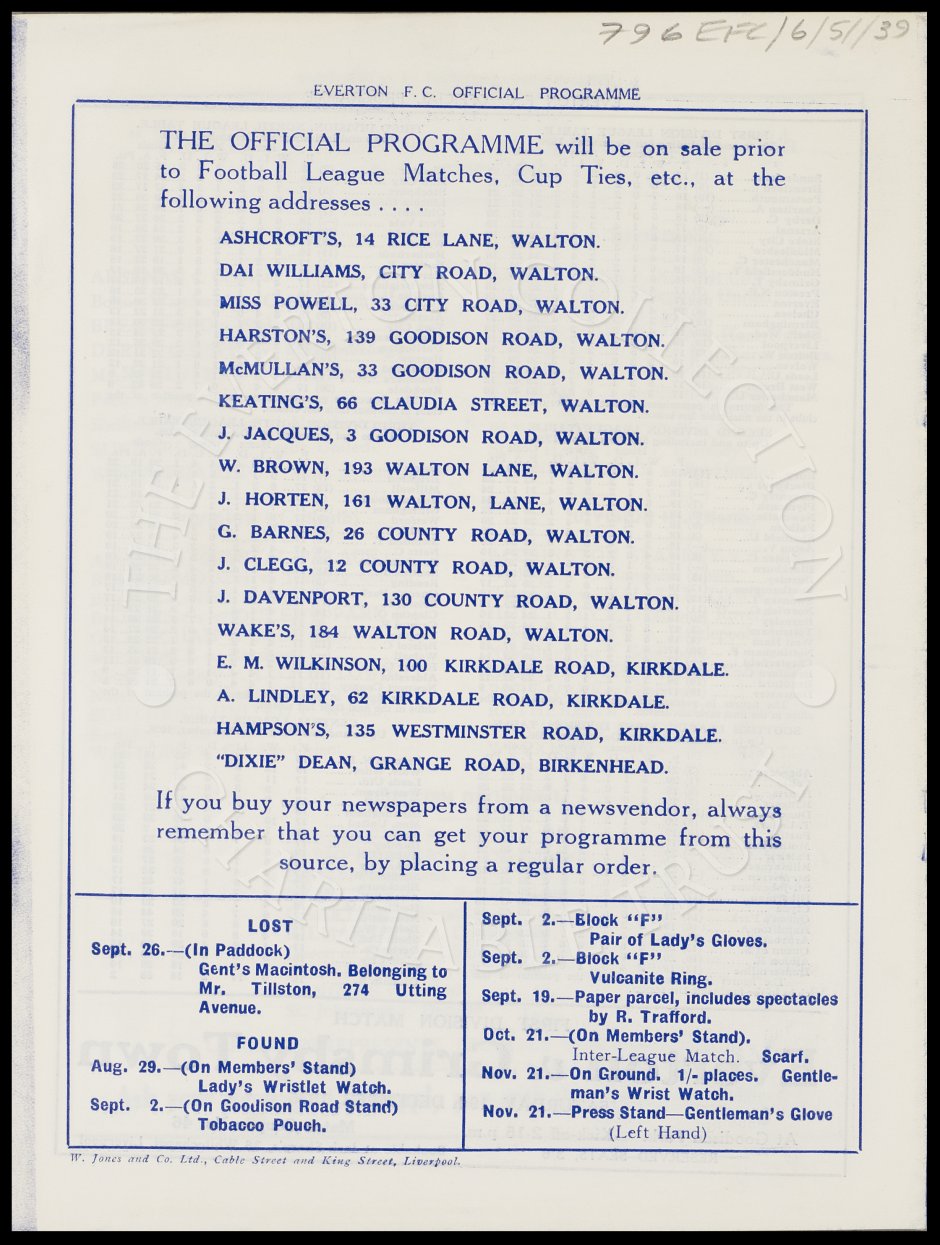 796 EFC/6/51//39
EVERTON F. C. OFFICIAL PROGRAMME
THE OFFICIAL PROGRAMME will be on sale prior
to Football League Matches, Cup Ties, etc., at the
following addresses . . . .
ASHCROFT'S, 14 RICE LANE, WALTON.
DAI WILLIAMS, CITY ROAD, WALTON.
MISS POWELL, 33 CITY ROAD, WALTON.
HARSTON'S, 139 GOODISON ROAD, WALTON.
McMULLAN'S, 33 GOODISON ROAD, WALTON.
KEATING'S, 66 CLAUDIA STREET, WALTON.
J. JACQUES, 3 GOODISON ROAD, WALTON.
W. BROWN, 193 WALTON LANE, WALTON.
J. HORTEN, 161 WALTON, LANE, WALTON.
G. BARNES, 26 COUNTY ROAD, WALTON.
J. CLEGG, 12 COUNTY ROAD, WALTON.
J. DAVENPORT, 130 COUNTY ROAD, WALTON.
WAKE'S, 184 WALTON ROAD, WALTON.
E. M. WILKINSON, 100 KIRKDALE ROAD, KIRKDALE.
A. LINDLEY, 62 KIRKDALE ROAD, KIRKDALE.
HAMPSON'S, 135 WESTMINSTER ROAD, KIRKDALE.
"DIXIE" DEAN, GRANGE ROAD, BIRKENHEAD.
If you buy your newspapers from a newsvendor, always
remember that you can get your programme from this
source, by placing a regular order.
LOST
Sept. 26.—(In Paddock)
Gent's Macintosh. Belonging to
Mr. Tillston, 274 Utting
Avenue.
FOUND
Aug. 29.—(On Members' Stand)
Lady's Wristlet Watch.
Sept. 2.—(On Goodison Road Stand)
Tobacco Pouch.
Sept. 2.—Block "F"
Pair of Lady's Gloves.
Sept. 2.—Block "F"
Vulcanite Ring.
Sept. 19.—Paper parcel, includes spectacles
by R. Trafford.
Oct. 21.—(On Members' Stand).
Inter-League Match. Scarf.
Nov. 21.—On Ground. 1/- places. Gentle-
man's Wrist Watch.
Nov. 21.—Press Stand—Gentleman's Glove
(Left Hand)
W. Jones and Co. Ltd., Cable Street and King Street, Liverpool.
THE EVERTON COLLECTION
CHARITABLE TRUST